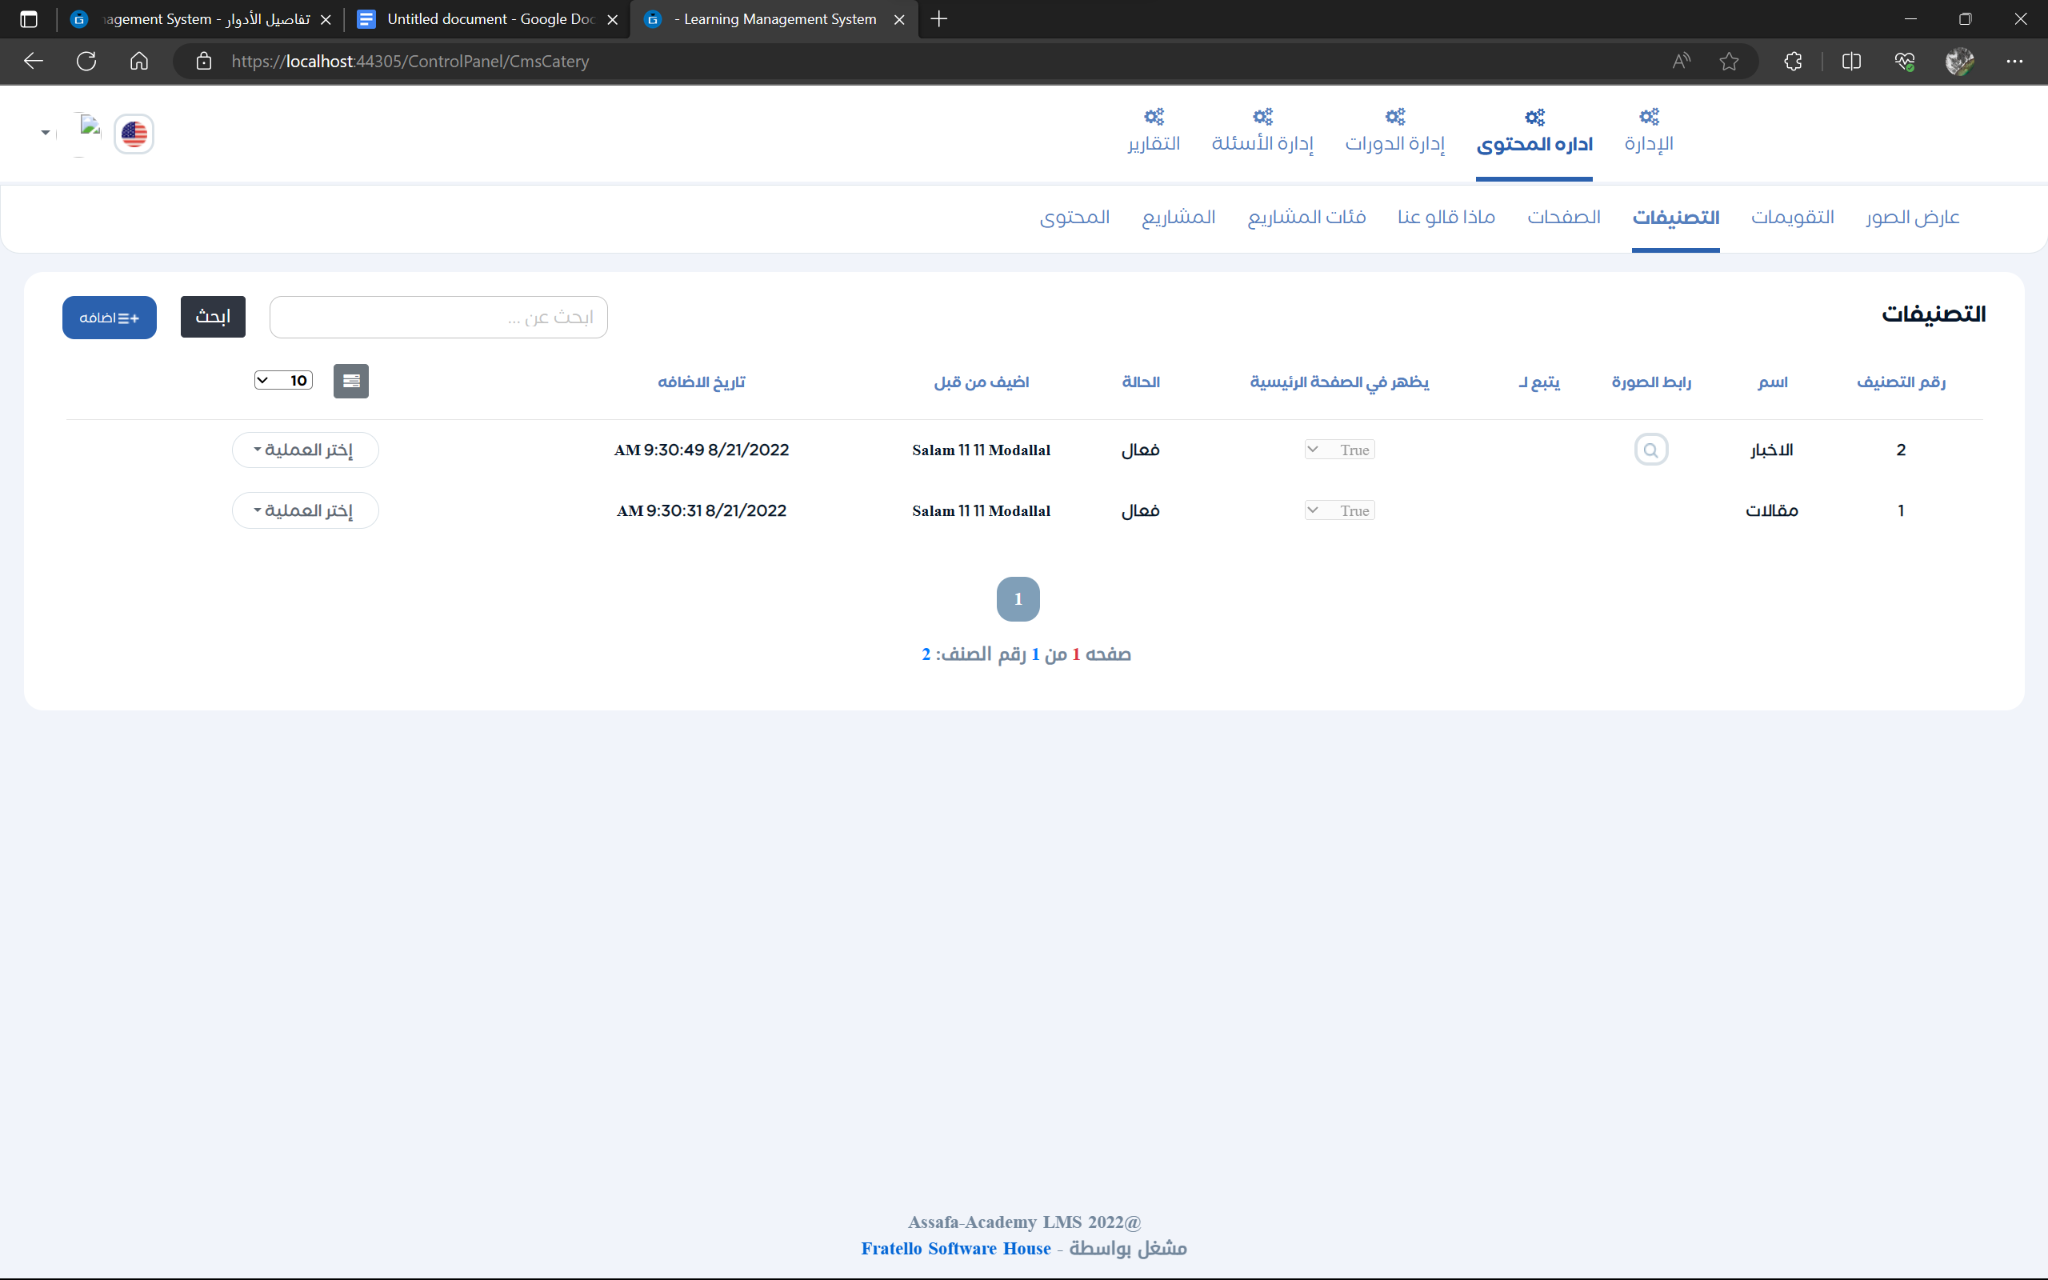 agement System - تفاصيل الأدوار
Untitled document - Google Doc
- Learning Management System
https://localhost:44305/ControlPanel/CmsCatery
الإدارة
اداره المحتوى
إدارة الدورات
إدارة الأسئلة
التقارير
عارض الصور
التقويمات
التصنيفات
الصفحات
ماذا قالو عنا
فئات المشاريع
المشاريع
المحتوى
التصنيفات
ابحث عن ...
ابحث
اضافه
رقم التصنيف اسم رابط الصورة يتبع لـ يظهر في الصفحة الرئيسية الحالة اضيف من قبل تاريخ الاضافه 10
2 الاخبار True فعال Salam 11 11 Modallal 8/21/2022 9:30:49 AM إختر العملية
1 مقالات True فعال Salam 11 11 Modallal 8/21/2022 9:30:31 AM إختر العملية
1
صفحه 1 من 1 رقم الصنف: 2
Assafa-Academy LMS 2022@
مشغل بواسطة - Fratello Software House